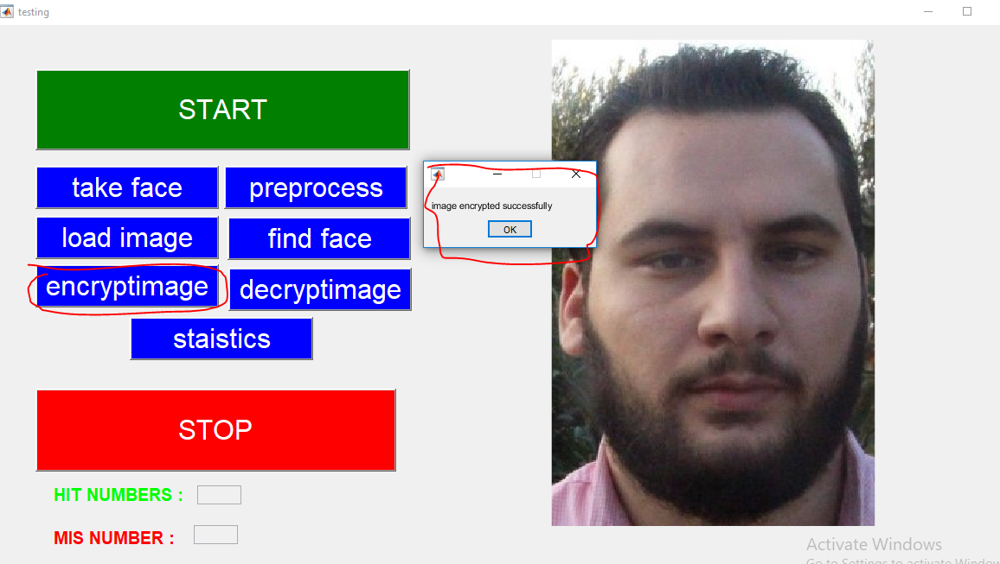 testing
START
take face
preprocess
load image
find face
encryptimage
decryptimage
staistics
image encrypted successfully
OK
STOP
HIT NUMBERS :
MIS NUMBER :
Activate Windows
Go to Settings to activate Window